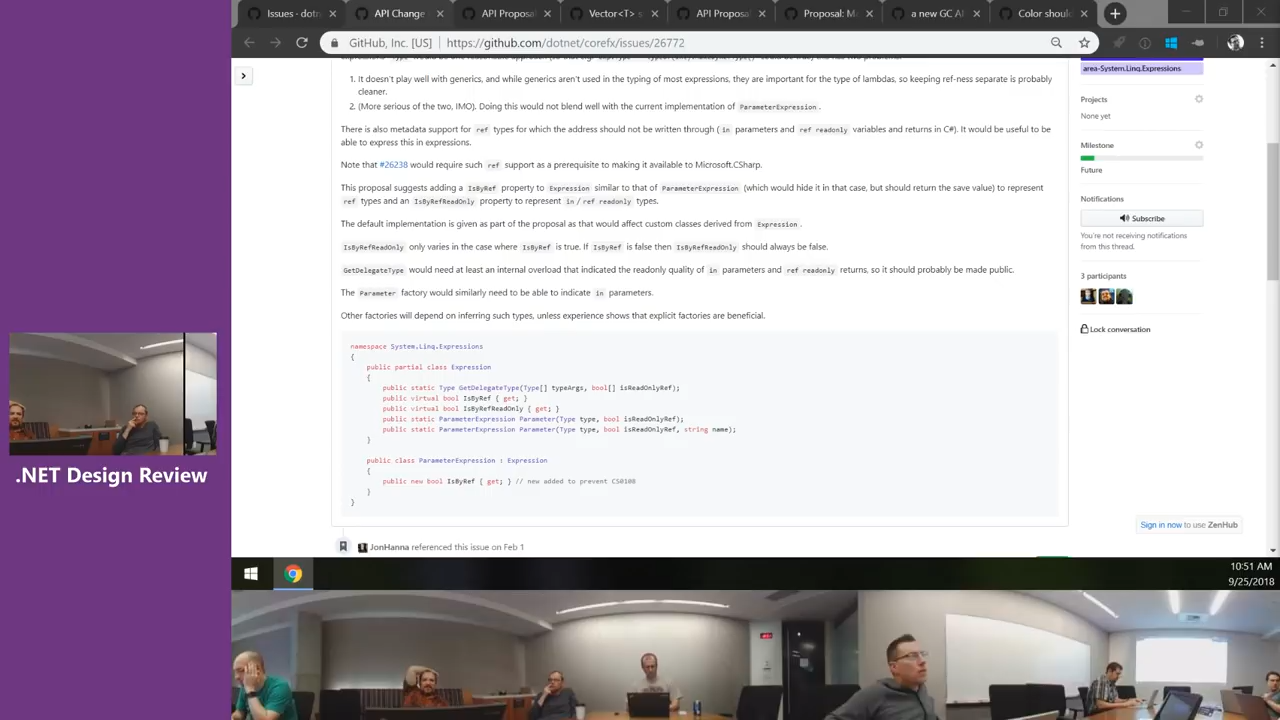 Issues · dotn
API Change
API Proposa
Vector<T> s
API Proposa
Proposal: M
a new GC AI
Color shoul
GitHub, Inc. [US] | https://github.com/dotnet/corefx/issues/26772
1. It doesn't play well with generics, and while generics aren't used in the typing of most expressions, they are important for the type of lambdas, so keeping ref-ness separate is probably
cleaner.
2. (More serious of the two, IMO). Doing this would not blend well with the current implementation of ParameterExpression.
There is also metadata support for ref types for which the address should not be written through ( in parameters and ref readonly variables and returns in C#). It would be useful to be
able to express this in expressions.
Note that #26238 would require such ref support as a prerequisite to making it available to Microsoft.CSharp.
This proposal suggests adding a IsByRef property to Expression similar to that of ParameterExpression (which would hide it in that case, but should return the save value) to represent
ref types and an IsByRefReadOnly property to represent in / ref readonly types.
The default implementation is given as part of the proposal as that would affect custom classes derived from Expression.
IsByRefReadOnly only varies in the case where IsByRef is true. If IsByRef is false then IsByRefReadOnly should always be false.
GetDelegateType would need at least an internal overload that indicated the readonly quality of in parameters and ref readonly returns, so it should probably be made public.
The Parameter factory would similarly need to be able to indicate in parameters.
Other factories will depend on inferring such types, unless experience shows that explicit factories are beneficial.
namespace System.Linq.Expressions
{
public partial class Expression
{
public static Type GetDelegateType(Type[] typeArgs, bool[] isReadOnlyRef);
public virtual bool IsByRef { get; }
public virtual bool IsByRefReadOnly { get; }
public static ParameterExpression Parameter(Type type, bool isReadOnlyRef);
public static ParameterExpression Parameter(Type type, bool isReadOnlyRef, string name);
}
public class ParameterExpression : Expression
{
public new bool IsByRef { get; } // new added to prevent CS0108
}
}
JonHanna referenced this issue on Feb 1
area-System.Linq.Expressions
Projects
None yet
Milestone
Future
Notifications
Subscribe
You're not receiving notifications
from this thread.
3 participants
Lock conversation
Sign in now to use ZenHub
.NET Design Review
10:51 AM
9/25/2018